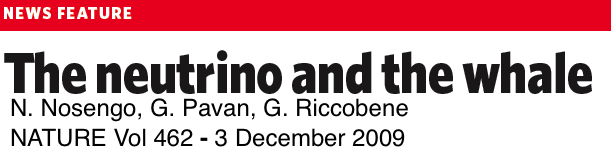 NEWS FEATURE
The neutrino and the whale
N. Nosengo, G. Pavan, G. Riccobene
NATURE Vol 462 - 3 December 2009